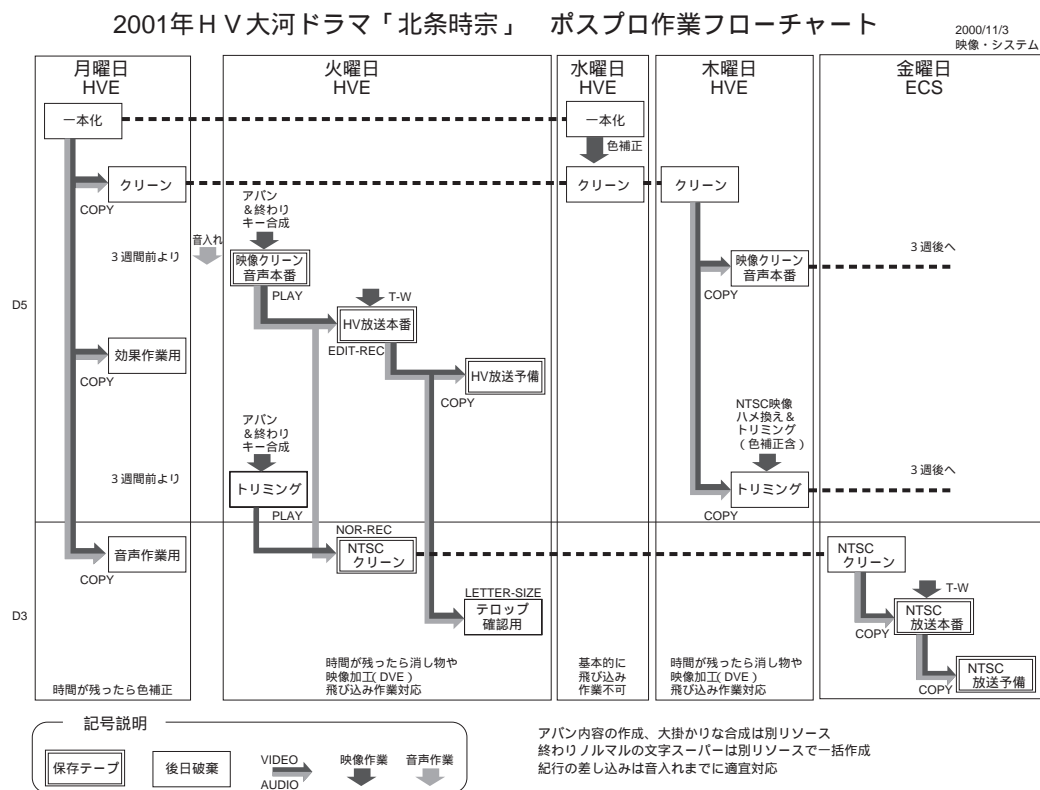 2001年ＨＶ大河ドラマ「北条時宗」　ポスプロ作業フローチャート
2000/11/3
映像・システム
月曜日
HVE
火曜日
HVE
水曜日
HVE
木曜日
HVE
金曜日
ECS
一本化
一本化
色補正
クリーン
COPY
クリーン
クリーン
アバン
＆終わり
キー合成
3週間前より
音入れ
映像クリーン
音声本番
PLAY
映像クリーン
音声本番
COPY
3週後へ
D5
T-W
HV放送本番
EDIT-REC
効果作業用
COPY
HV放送予備
COPY
アバン
＆終わり
キー合成
NTSC映像
ハメ換え＆
トリミング
（色補正含）
3週間前より
トリミング
PLAY
トリミング
COPY
3週後へ
NOR-REC
音声作業用
COPY
NTSC
クリーン
NTSC
クリーン
D3
LETTER-SIZE
テロップ
確認用
T-W
NTSC
放送本番
COPY
NTSC
放送予備
COPY
時間が残ったら色補正
時間が残ったら消し物や
映像加工（DVE）
飛び込み作業対応
基本的に
飛び込み
作業不可
時間が残ったら消し物や
映像加工（DVE）
飛び込み作業対応
記号説明
保存テープ
後日破棄
VIDEO
AUDIO
映像作業
音声作業
アバン内容の作成、大掛かりな合成は別リソース
終わりノルマルの文字スーパーは別リソースで一括作成
紀行の差し込みは音入れまでに適宜対応